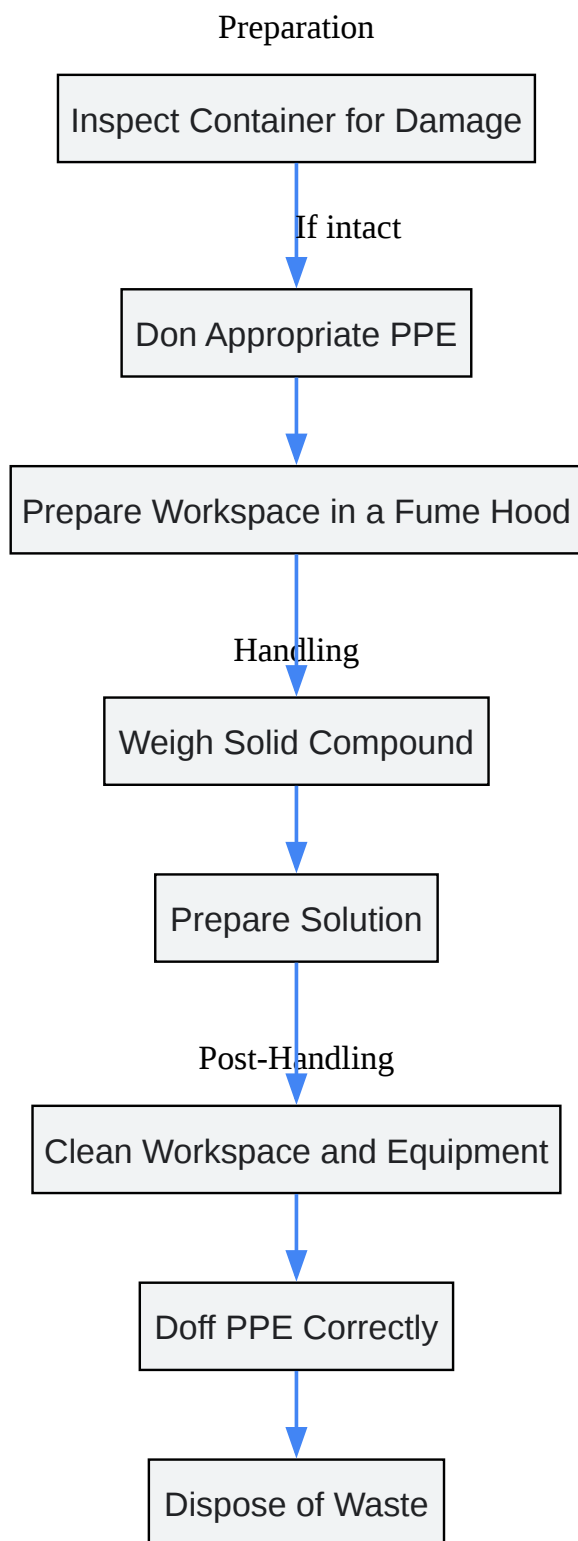 Preparation
Inspect Container for Damage
If intact
Don Appropriate PPE
Prepare Workspace in a Fume Hood
Handling
Weigh Solid Compound
Prepare Solution
Post-Handling
Clean Workspace and Equipment
Doff PPE Correctly
Dispose of Waste